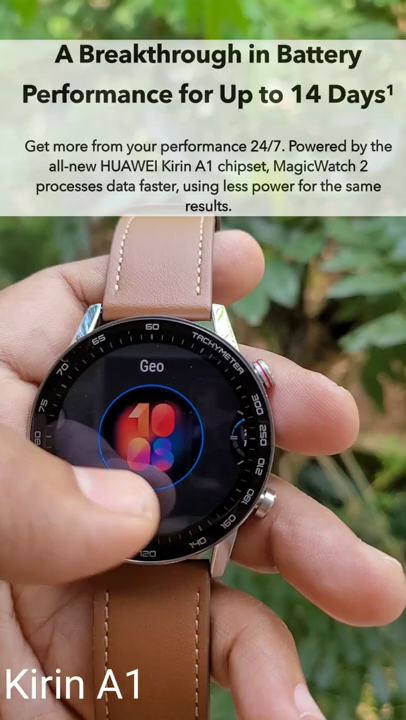 A Breakthrough in Battery
Performance for Up to 14 Days¹
Get more from your performance 24/7. Powered by the
all-new HUAWEI Kirin A1 chipset, MagicWatch 2
processes data faster, using less power for the same
results.
60
65
TACHYMETER
70
Geo
75
300
10
250
80
08
210
180
160
140
120
Kirin A1